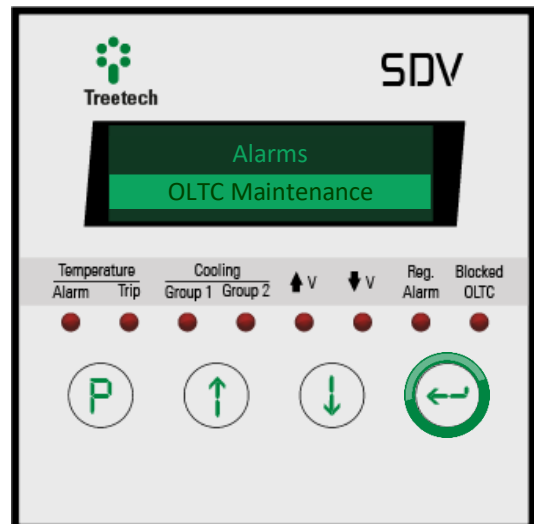 Treetech
SDV
Alarms
OLTC Maintenance
Temperature
Cooling
V
V
Reg.
Blocked
Alarm
Trip
Group 1
Group 2
Alarm
OLTC
P